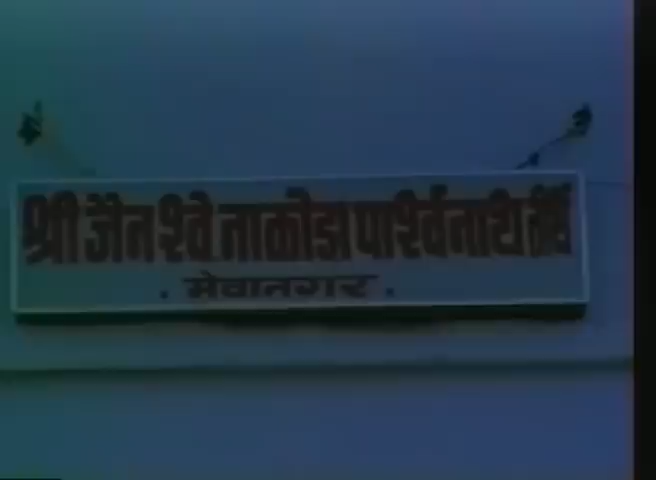 श्री जैन श्वे नाकोडा पार्श्वनाथ तीर्थ
. मेवानगर .